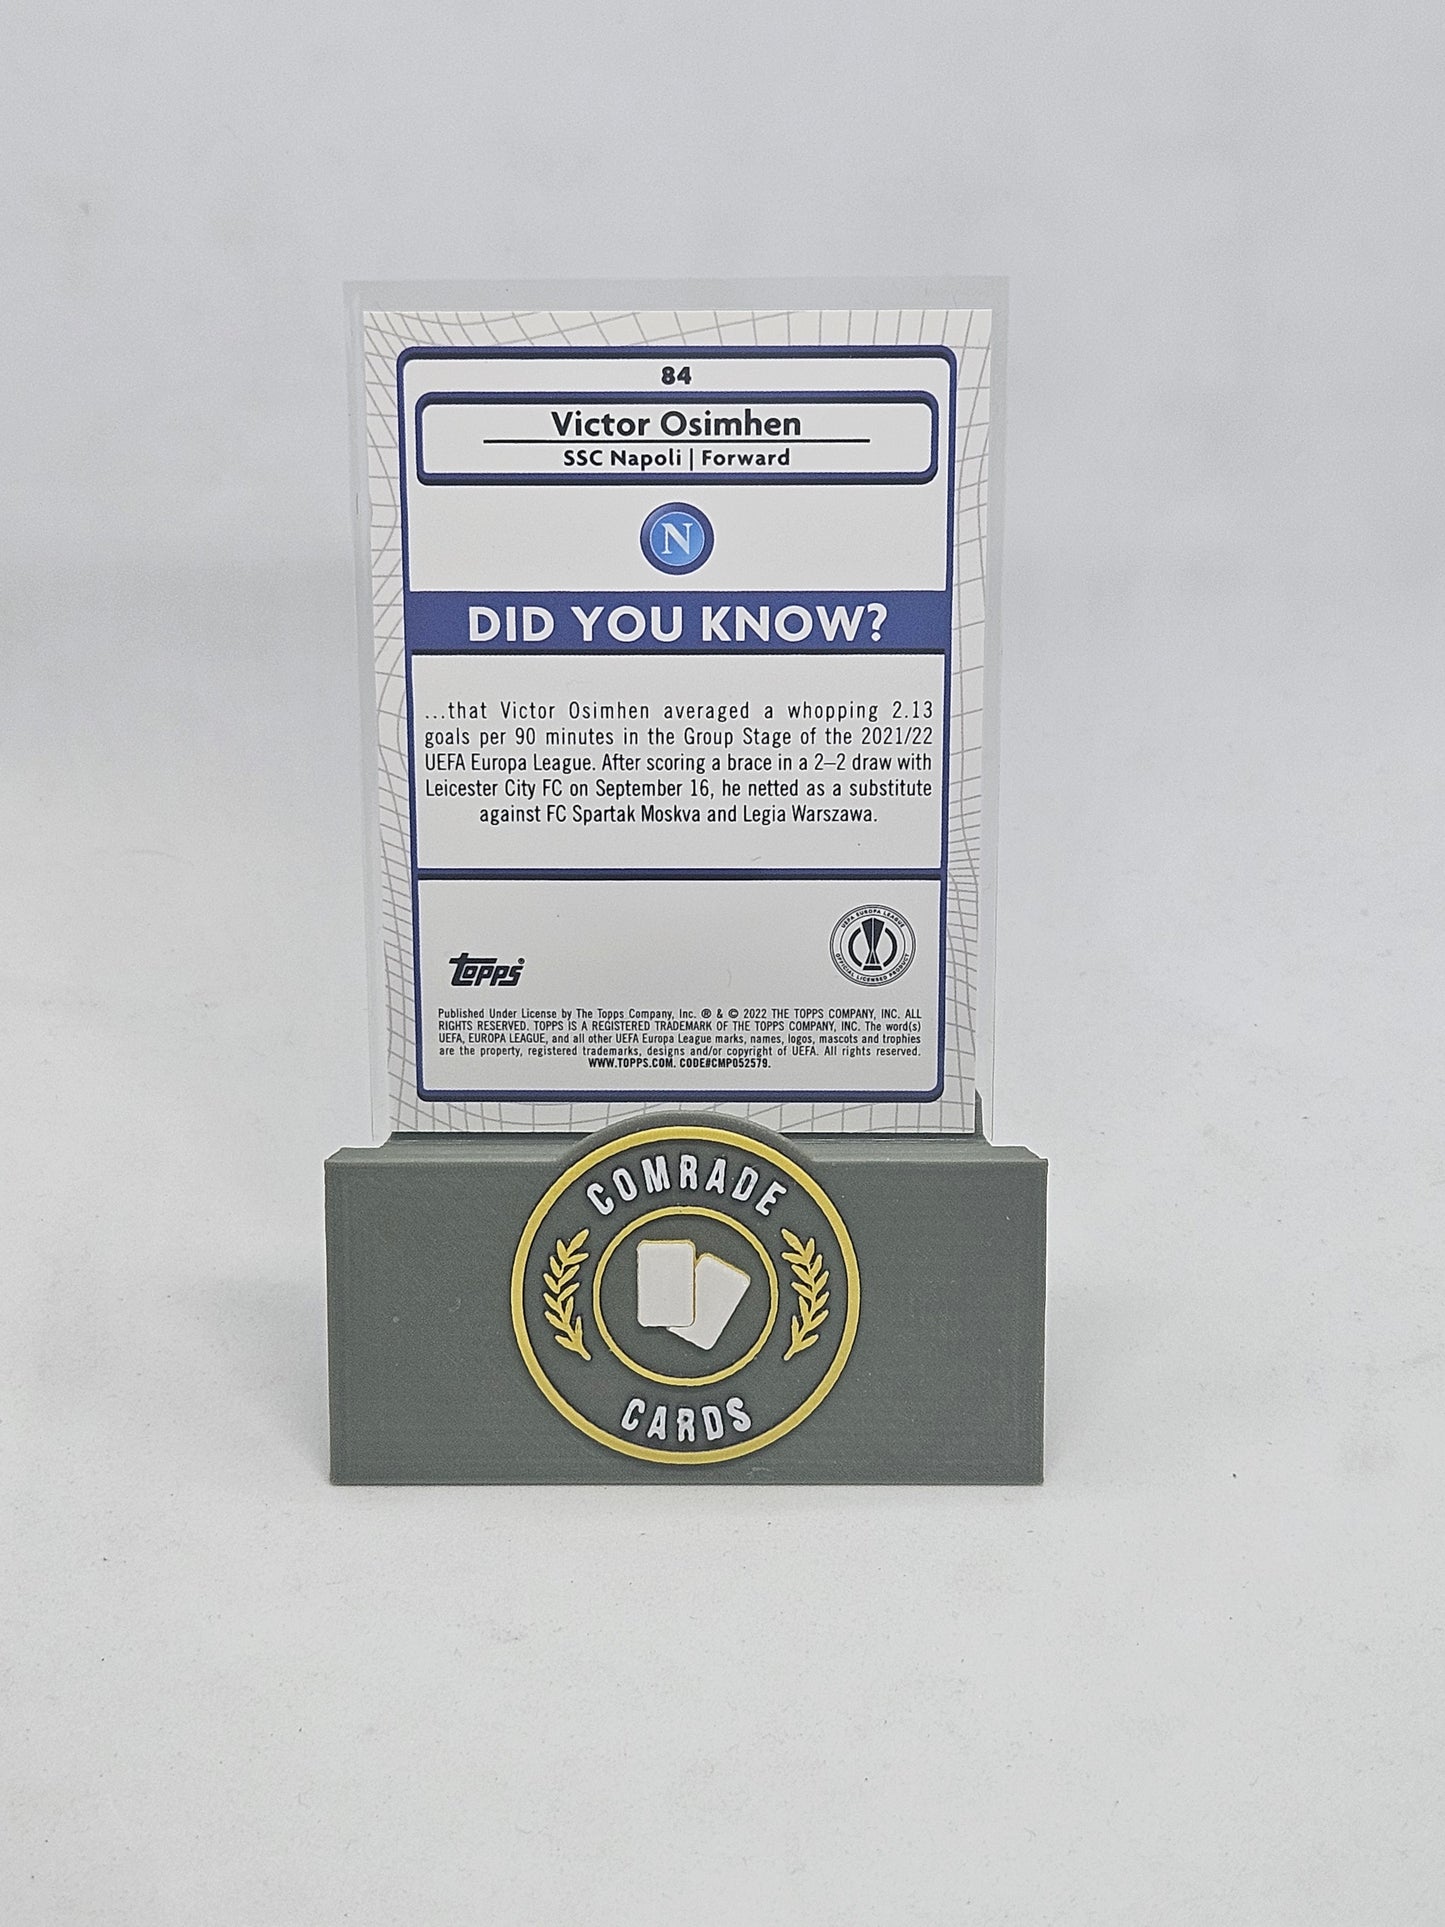 84
Victor Osimhen
SSC Napoli | Forward
N
DID YOU KNOW?
...that Victor Osimhen averaged a whopping 2.13
goals per 90 minutes in the Group Stage of the 2021/22
UEFA Europa League. After scoring a brace in a 2–2 draw with
Leicester City FC on September 16, he netted as a substitute
against FC Spartak Moskva and Legia Warszawa.
UEFA EUROPA LEAGUE
OFFICIAL LICENSED PRODUCT
topps®
Published Under License by The Topps Company, Inc. ® & © 2022 THE TOPPS COMPANY, INC. ALL
RIGHTS RESERVED. TOPPS IS A REGISTERED TRADEMARK OF THE TOPPS COMPANY, INC. The word(s)
UEFA, EUROPA LEAGUE, and all other UEFA Europa League marks, names, logos, mascots and trophies
are the property, registered trademarks, designs and/or copyright of UEFA. All rights reserved.
WWW.TOPPS.COM. CODE#CMP052579.
COMRADE
CARDS